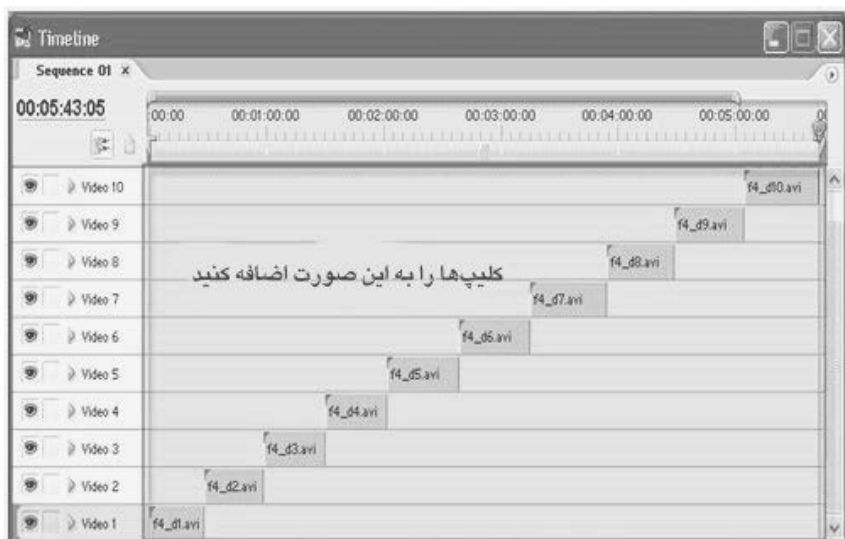 Timeline
Sequence 01 x
00:05:43:05
00:00 00:01:00:00 00:02:00:00 00:03:00:00 00:04:00:00 00:05:00:00
Video 10 f4_d10.avi
Video 9 f4_d9.avi
Video 8 f4_d8.avi
کلیپ‌ها را به این صورت اضافه کنید
Video 7 f4_d7.avi
Video 6 f4_d6.avi
Video 5 f4_d5.avi
Video 4 f4_d4.avi
Video 3 f4_d3.avi
Video 2 f4_d2.avi
Video 1 f4_d1.avi